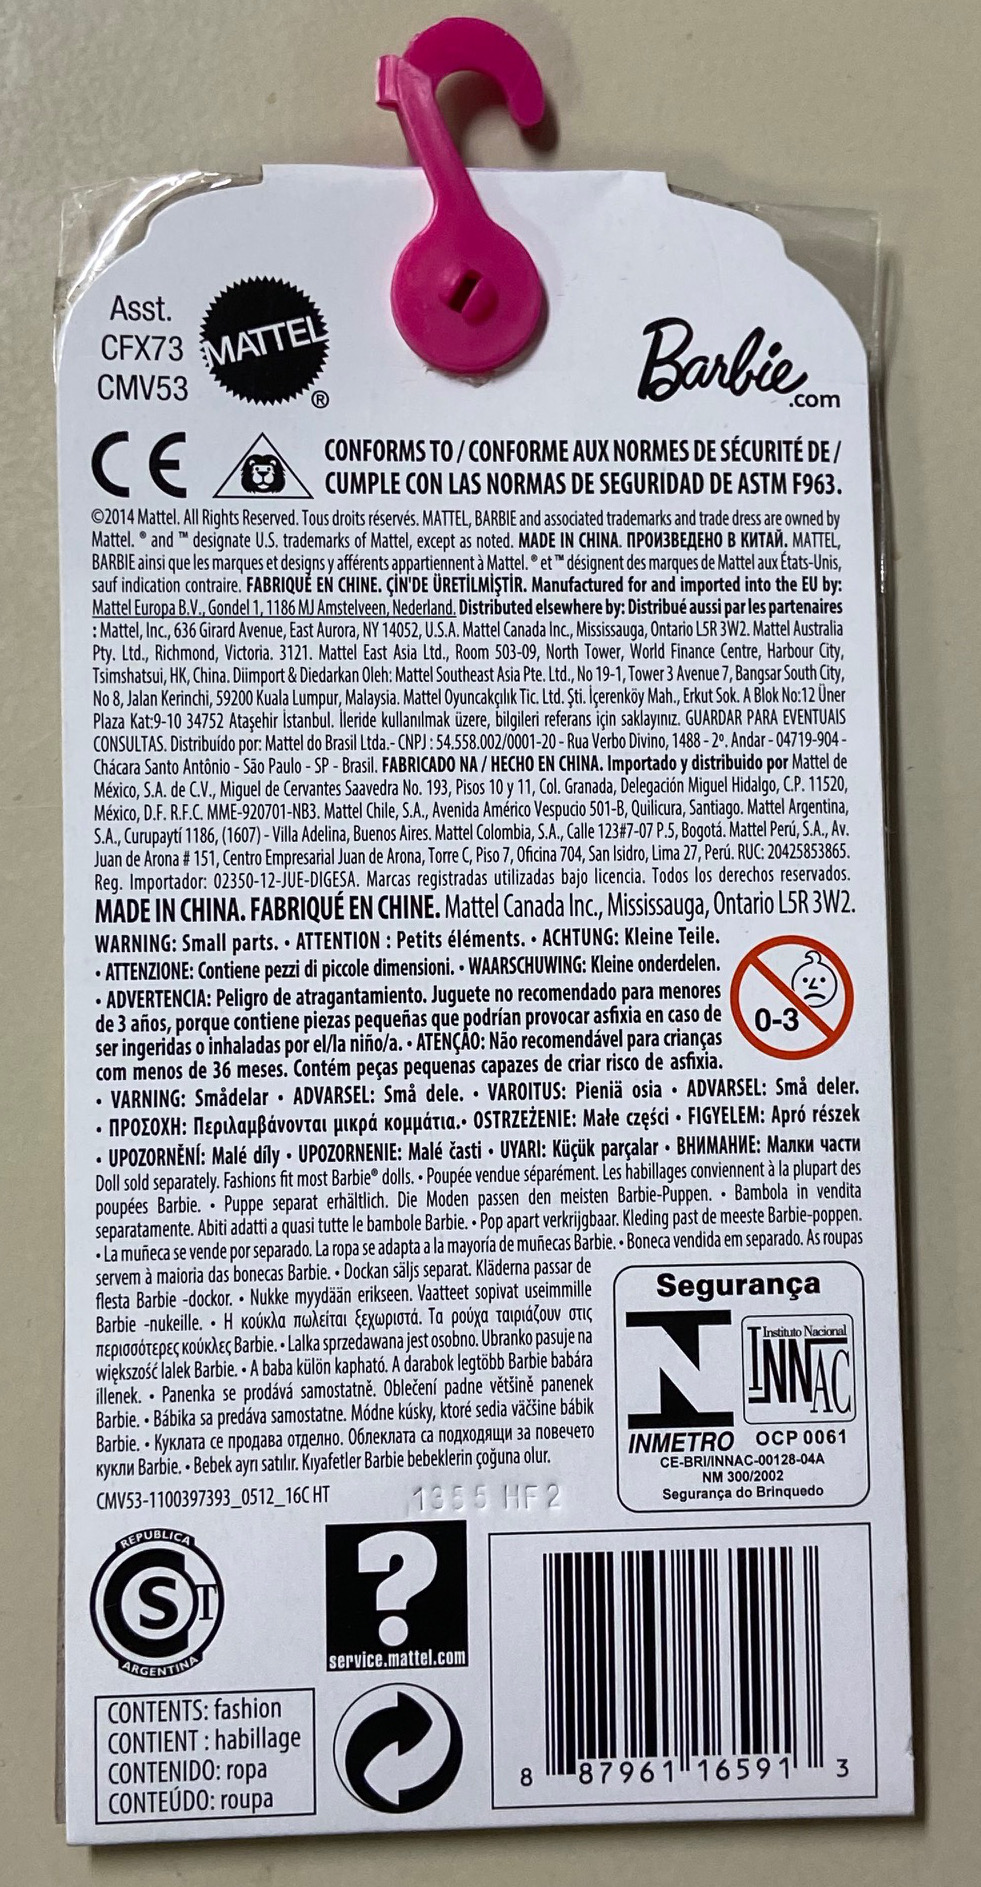 Asst.
CFX73
CMV53
MATTEL
®
Barbie
.com
CE
CONFORMS TO / CONFORME AUX NORMES DE SÉCURITÉ DE /
CUMPLE CON LAS NORMAS DE SEGURIDAD DE ASTM F963.
©2014 Mattel. All Rights Reserved. Tous droits réservés. MATTEL, BARBIE and associated trademarks and trade dress are owned by
Mattel. ® and ™ designate U.S. trademarks of Mattel, except as noted. MADE IN CHINA. ПРОИЗВЕДЕНО В КИТАЙ. MATTEL,
BARBIE ainsi que les marques et designs y afférents appartiennent à Mattel. ® et ™ désignent des marques de Mattel aux États-Unis,
sauf indication contraire. FABRIQUÉ EN CHINE. ÇİN'DE ÜRETİLMİŞTİR. Manufactured for and imported into the EU by:
Mattel Europa B.V., Gondel 1, 1186 MJ Amstelveen, Nederland. Distributed elsewhere by: Distribué aussi par les partenaires
: Mattel, Inc., 636 Girard Avenue, East Aurora, NY 14052, U.S.A. Mattel Canada Inc., Mississauga, Ontario L5R 3W2. Mattel Australia
Pty. Ltd., Richmond, Victoria. 3121. Mattel East Asia Ltd., Room 503-09, North Tower, World Finance Centre, Harbour City,
Tsimshatsui, HK, China. Diimport & Diedarkan Oleh: Mattel Southeast Asia Pte. Ltd., No 19-1, Tower 3 Avenue 7, Bangsar South City,
No 8, Jalan Kerinchi, 59200 Kuala Lumpur, Malaysia. Mattel Oyuncakçılık Tic. Ltd. Şti. İçerenköy Mah., Erkut Sok. A Blok No:12 Üner
Plaza Kat:9-10 34752 Ataşehir İstanbul. İleride kullanılmak üzere, bilgileri referans için saklayınız. GUARDAR PARA EVENTUAIS
CONSULTAS. Distribuído por: Mattel do Brasil Ltda.- CNPJ : 54.558.002/0001-20 - Rua Verbo Divino, 1488 - 2º. Andar - 04719-904 -
Chácara Santo Antônio - São Paulo - SP - Brasil. FABRICADO NA / HECHO EN CHINA. Importado y distribuido por Mattel de
México, S.A. de C.V., Miguel de Cervantes Saavedra No. 193, Pisos 10 y 11, Col. Granada, Delegación Miguel Hidalgo, C.P. 11520,
México, D.F. R.F.C. MME-920701-NB3. Mattel Chile, S.A., Avenida Américo Vespucio 501-B, Quilicura, Santiago. Mattel Argentina,
S.A., Curupaytí 1186, (1607) - Villa Adelina, Buenos Aires. Mattel Colombia, S.A., Calle 123#7-07 P.5, Bogotá. Mattel Perú, S.A., Av.
Juan de Arona # 151, Centro Empresarial Juan de Arona, Torre C, Piso 7, Oficina 704, San Isidro, Lima 27, Perú. RUC: 20425853865.
Reg. Importador: 02350-12-JUE-DIGESA. Marcas registradas utilizadas bajo licencia. Todos los derechos reservados.
MADE IN CHINA. FABRIQUÉ EN CHINE. Mattel Canada Inc., Mississauga, Ontario L5R 3W2.
WARNING: Small parts. • ATTENTION : Petits éléments. • ACHTUNG: Kleine Teile.
• ATTENZIONE: Contiene pezzi di piccole dimensioni. • WAARSCHUWING: Kleine onderdelen.
• ADVERTENCIA: Peligro de atragantamiento. Juguete no recomendado para menores
de 3 años, porque contiene piezas pequeñas que podrían provocar asfixia en caso de
ser ingeridas o inhaladas por el/la niño/a. • ATENÇÃO: Não recomendável para crianças
com menos de 36 meses. Contém peças pequenas capazes de criar risco de asfixia.
0-3
• VARNING: Smådelar • ADVARSEL: Små dele. • VAROITUS: Pieniä osia • ADVARSEL: Små deler.
• ΠΡΟΣΟΧΗ: Περιλαμβάνονται μικρά κομμάτια.• OSTRZEŻENIE: Małe części • FIGYELEM: Apró részek
• UPOZORNĚNÍ: Malé díly • UPOZORNENIE: Malé časti • UYARI: Küçük parçalar • ВНИМАНИЕ: Малки части
Doll sold separately. Fashions fit most Barbie® dolls. • Poupée vendue séparément. Les habillages conviennent à la plupart des
poupées Barbie. • Puppe separat erhältlich. Die Moden passen den meisten Barbie-Puppen. • Bambola in vendita
separatamente. Abiti adatti a quasi tutte le bambole Barbie. • Pop apart verkrijgbaar. Kleding past de meeste Barbie-poppen.
• La muñeca se vende por separado. La ropa se adapta a la mayoría de muñecas Barbie. • Boneca vendida em separado. As roupas
servem à maioria das bonecas Barbie. • Dockan säljs separat. Kläderna passar de
flesta Barbie -dockor. • Nukke myydään erikseen. Vaatteet sopivat useimmille
Barbie -nukeille. • Η κούκλα πωλείται ξεχωριστά. Τα ρούχα ταιριάζουν στις
περισσότερες κούκλες Barbie. • Lalka sprzedawana jest osobno. Ubranko pasuje na
większość lalek Barbie. • A baba külön kapható. A darabok legtöbb Barbie babára
illenek. • Panenka se prodává samostatně. Oblečení padne většině panenek
Barbie. • Bábika sa predáva samostatne. Módne kúsky, ktoré sedia väčšine bábik
Barbie. • Куклата се продава отделно. Облеклата са подходящи за повечето
кукли Barbie. • Bebek ayrı satılır. Kıyafetler Barbie bebeklerin çoğuna olur.
Segurança
Instituto Nacional
INNAC
INMETRO OCP 0061
CE-BRI/INNAC-00128-04A
NM 300/2002
Segurança do Brinquedo
CMV53-1100397393_0512_16C HT
1355 HF2
REPUBLICA
S T
ARGENTINA
?
service.mattel.com
CONTENTS: fashion
CONTIENT : habillage
CONTENIDO: ropa
CONTEÚDO: roupa
8 87961 16591 3